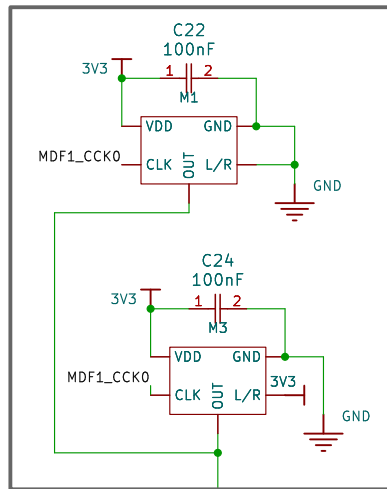 C22
100nF
3V3
1
2
M1
VDD
GND
MDF1_CCK0
CLK
OUT
L/R
GND
C24
100nF
3V3
1
2
M3
VDD
GND
MDF1_CCK0
CLK
OUT
L/R
3V3
GND